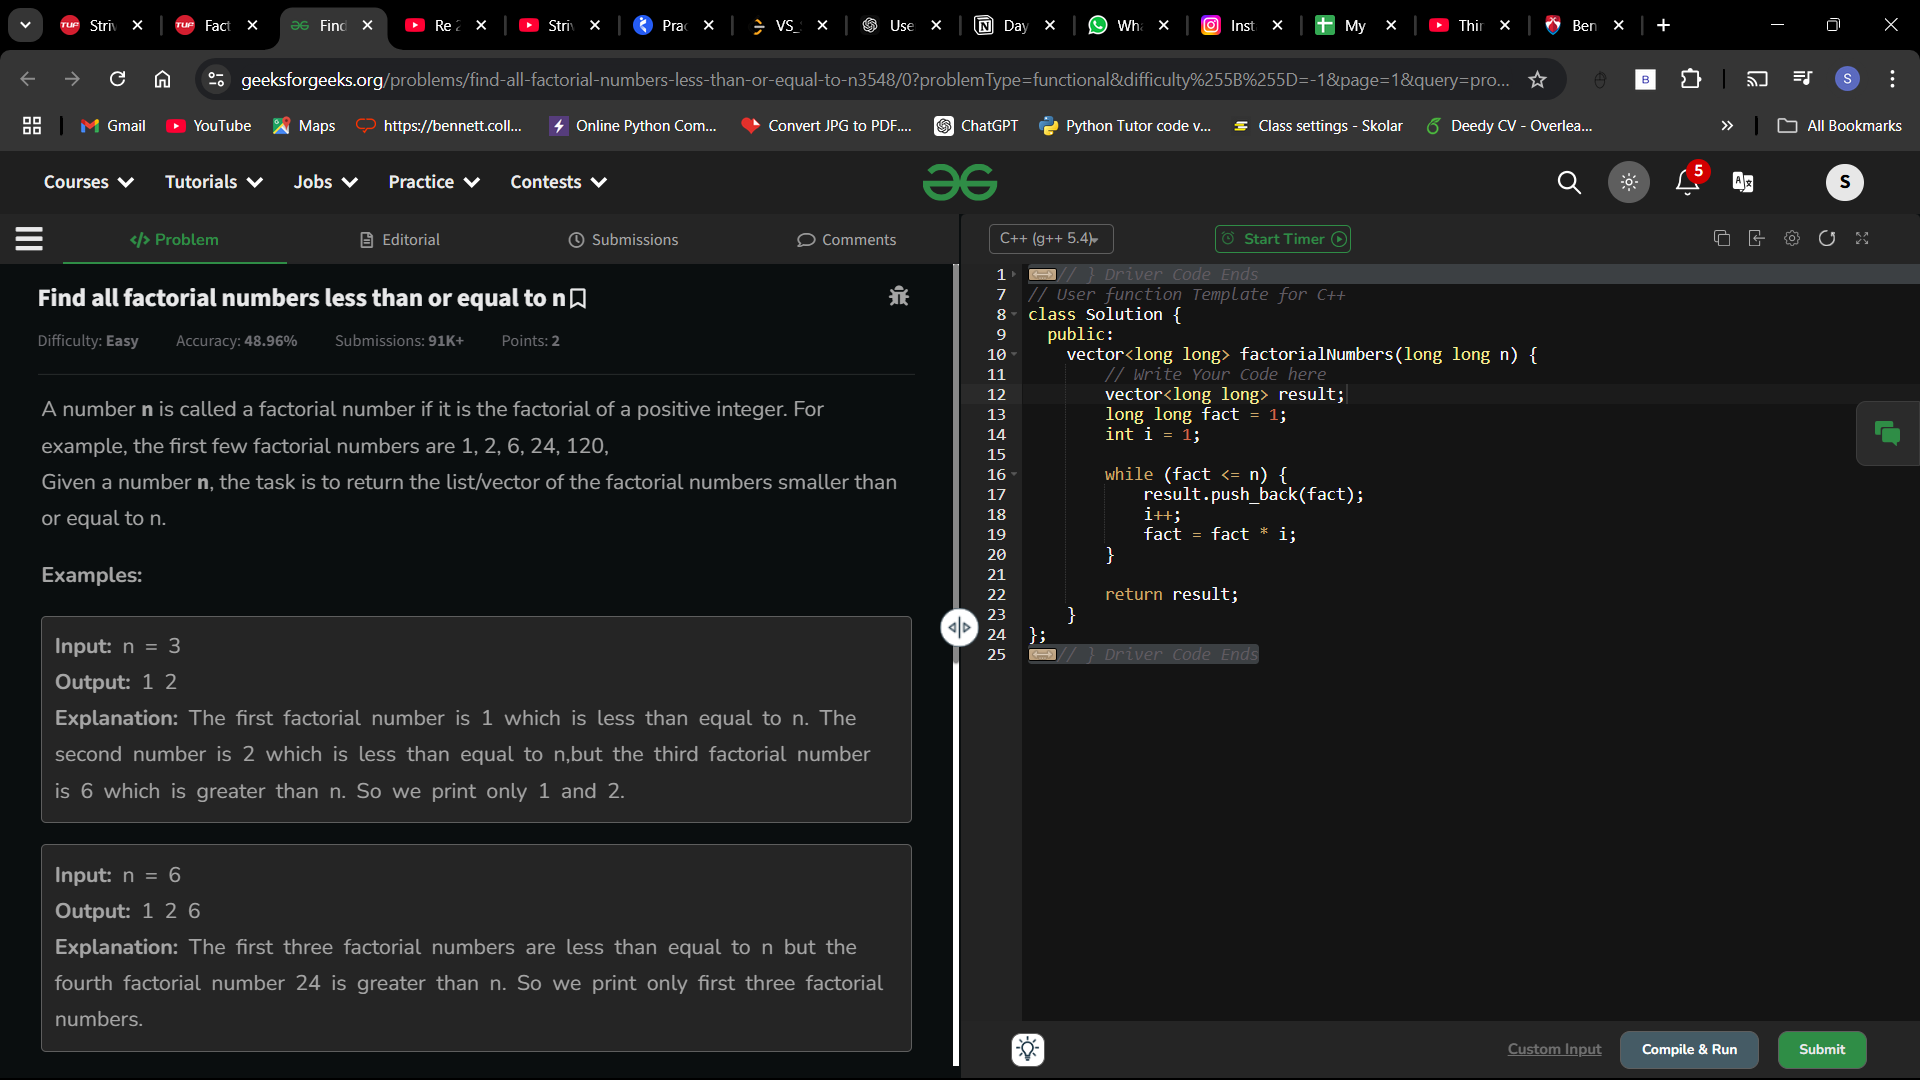 Striv
Fact
Find
Re 2
Striv
Prac
VS_
Use
Day
Wh
Inst
My
Thir
Ben
geeksforgeeks.org/problems/find-all-factorial-numbers-less-than-or-equal-to-n3548/0?problemType=functional&difficulty%255B%255D=-1&page=1&query=pro...
B
S
Gmail
YouTube
Maps
https://bennett.coll...
Online Python Com...
Convert JPG to PDF....
ChatGPT
Python Tutor code v...
Class settings - Skolar
Deedy CV - Overlea...
»
All Bookmarks
Courses
Tutorials
Jobs
Practice
Contests
5
S
</> Problem
Editorial
Submissions
Comments
C++ (g++ 5.4)
Start Timer
Find all factorial numbers less than or equal to n
Difficulty: Easy Accuracy: 48.96% Submissions: 91K+ Points: 2
A number n is called a factorial number if it is the factorial of a positive integer. For
example, the first few factorial numbers are 1, 2, 6, 24, 120,
Given a number n, the task is to return the list/vector of the factorial numbers smaller than
or equal to n.
Examples:
Input: n = 3
Output: 1 2
Explanation: The first factorial number is 1 which is less than equal to n. The
second number is 2 which is less than equal to n,but the third factorial number
is 6 which is greater than n. So we print only 1 and 2.
Input: n = 6
Output: 1 2 6
Explanation: The first three factorial numbers are less than equal to n but the
fourth factorial number 24 is greater than n. So we print only first three factorial
numbers.
1 // } Driver Code Ends
7 // User function Template for C++
8 class Solution {
9 public:
10 vector<long long> factorialNumbers(long long n) {
11 // Write Your Code here
12 vector<long long> result;
13 long long fact = 1;
14 int i = 1;
15
16 while (fact <= n) {
17 result.push_back(fact);
18 i++;
19 fact = fact * i;
20 }
21
22 return result;
23 }
24 };
25 // } Driver Code Ends
Custom Input
Compile & Run
Submit